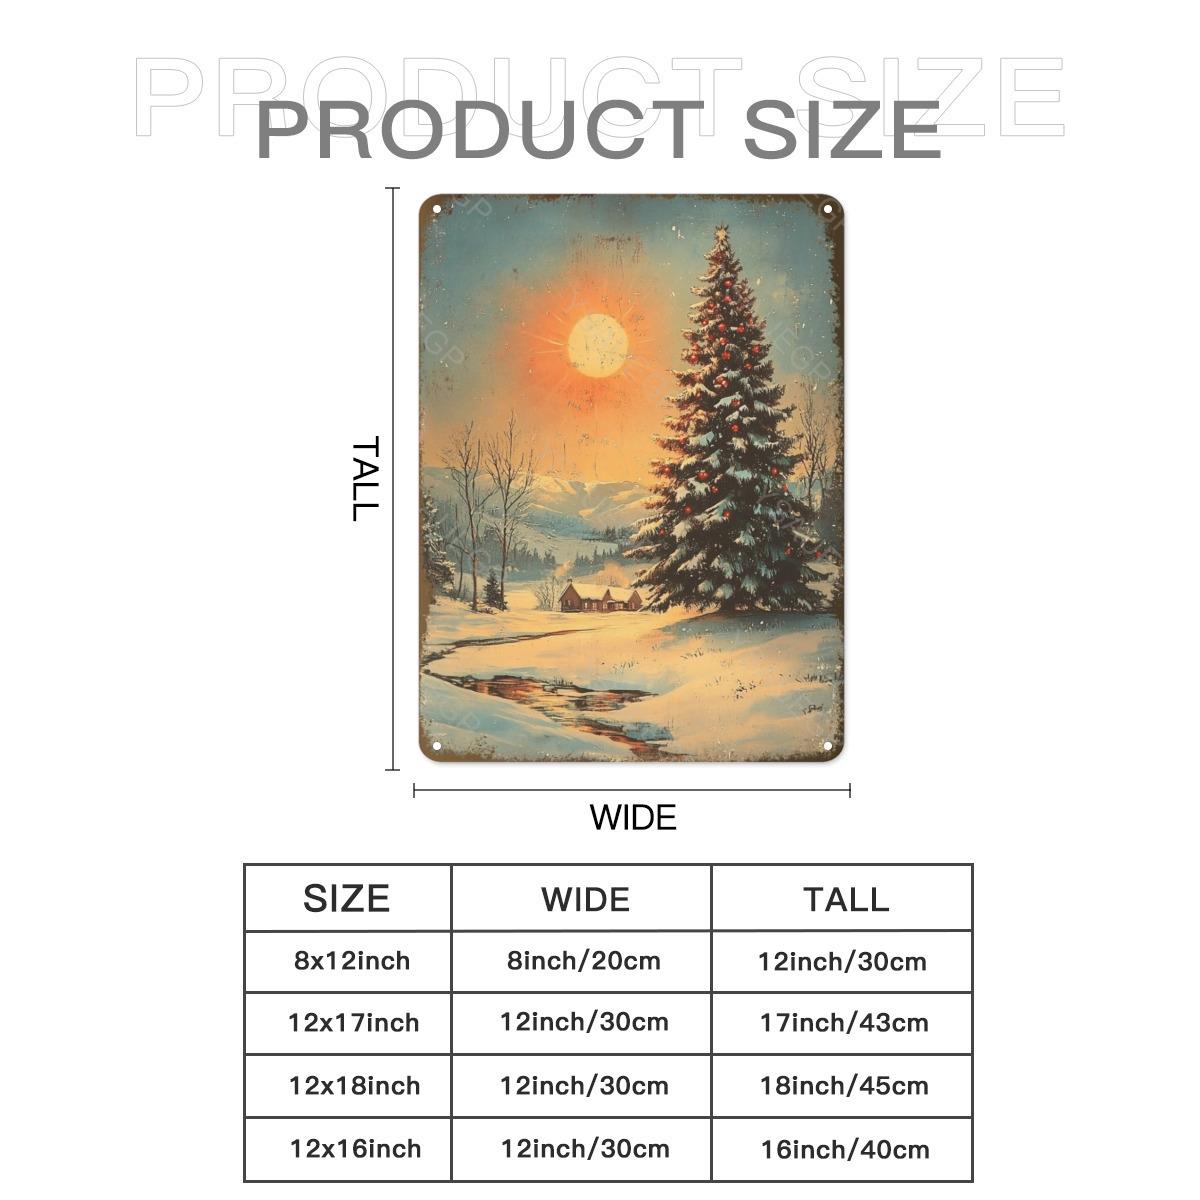 PRODUCT SIZE
PRODUCT SIZE
TALL
WIDE
SIZE WIDE TALL
8x12inch 8inch/20cm 12inch/30cm
12x17inch 12inch/30cm 17inch/43cm
12x18inch 12inch/30cm 18inch/45cm
12x16inch 12inch/30cm 16inch/40cm